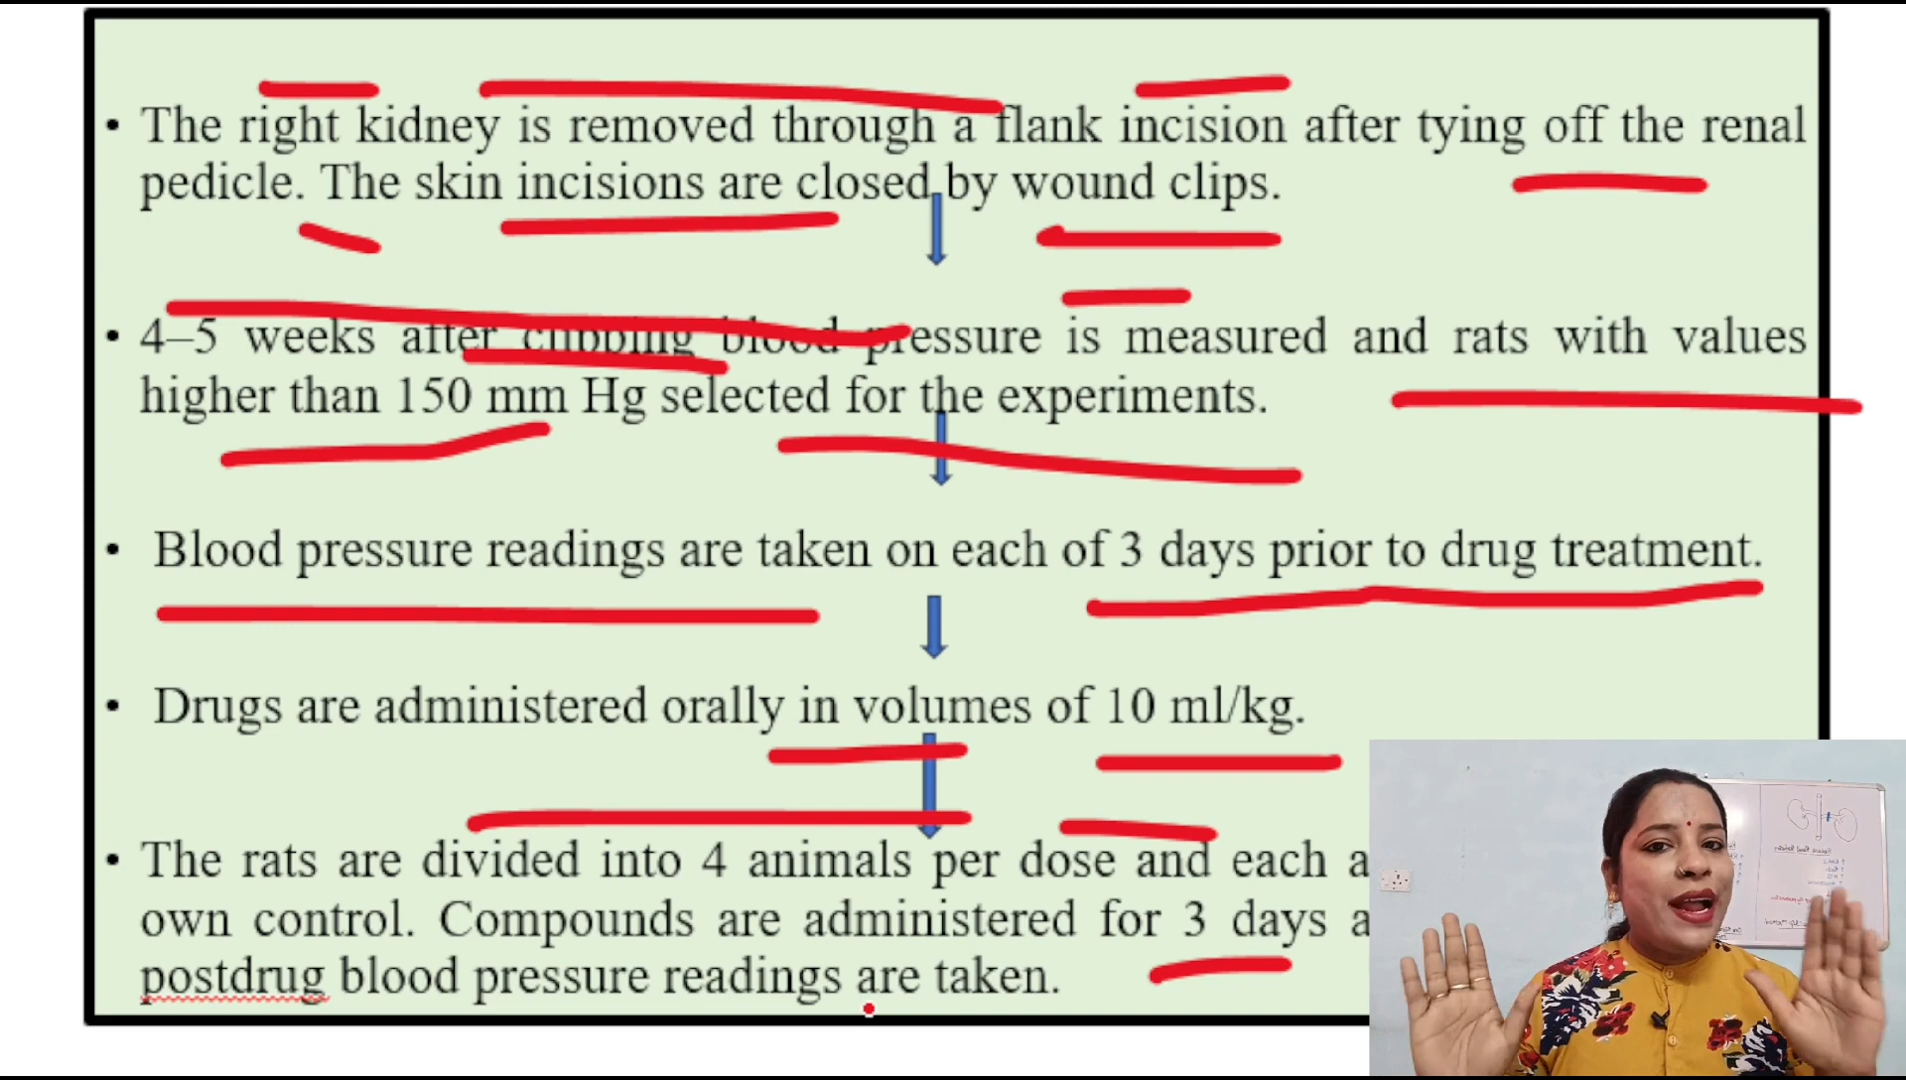 • The right kidney is removed through a flank incision after tying off the renal
pedicle. The skin incisions are closed by wound clips.
• 4–5 weeks after clipping blood pressure is measured and rats with values
higher than 150 mm Hg selected for the experiments.
• Blood pressure readings are taken on each of 3 days prior to drug treatment.
• Drugs are administered orally in volumes of 10 ml/kg.
• The rats are divided into 4 animals per dose and each a
own control. Compounds are administered for 3 days a
postdrug blood pressure readings are taken.